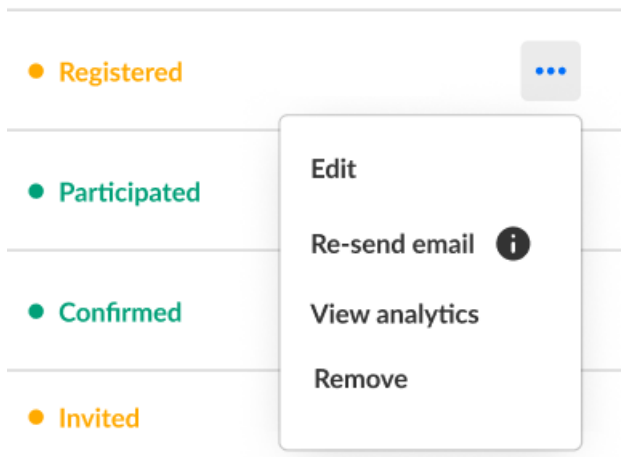 Registered
Edit
Participated
Re-send email
Confirmed
View analytics
Remove
Invited